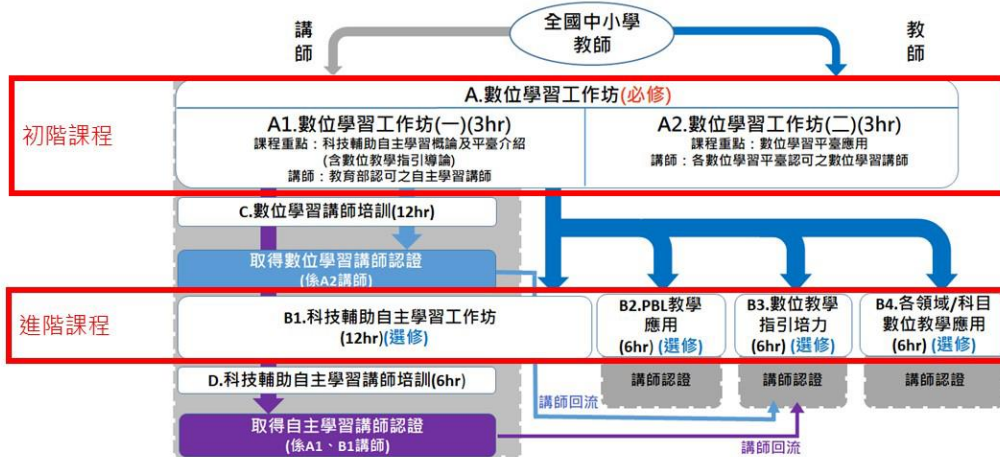 全國中小學
教師
講
師
教
師
初階課程
A.數位學習工作坊(必修)
A1.數位學習工作坊(一)(3hr)
課程重點：科技輔助自主學習概論及平臺介紹
(含數位教學指引導論)
講師：教育部認可之自主學習講師
A2.數位學習工作坊(二)(3hr)
課程重點：數位學習平臺應用
講師：各數位學習平臺認可之數位學習講師
C.數位學習講師培訓(12hr)
取得數位學習講師認證
(係A2講師)
進階課程
B1.科技輔助自主學習工作坊
(12hr)(選修)
B2.PBL教學
應用
(6hr) (選修)
B3.數位教學
指引培力
(6hr) (選修)
B4.各領域/科目
數位教學應用
(6hr) (選修)
D.科技輔助自主學習講師培訓(6hr)
講師認證
講師認證
講師認證
講師回流
取得自主學習講師認證
(係A1、B1講師)
講師回流